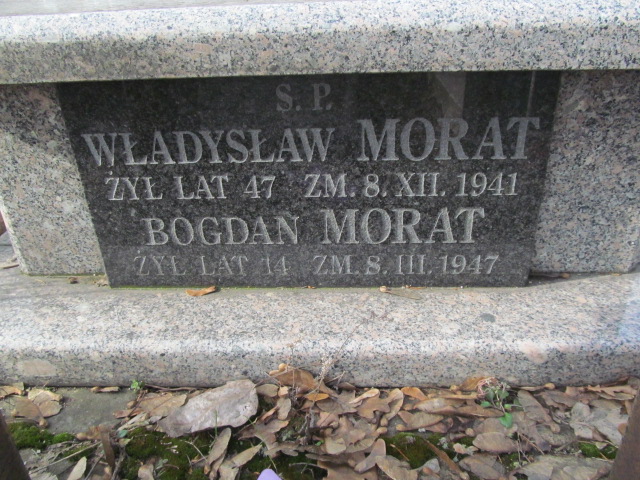 S. P.
WŁADYSŁAW MORAT
ŻYŁ LAT 47 ZM. 8. XII. 1941
BOGDAN MORAT
ŻYŁ LAT 14 ZM. 8. III. 1947